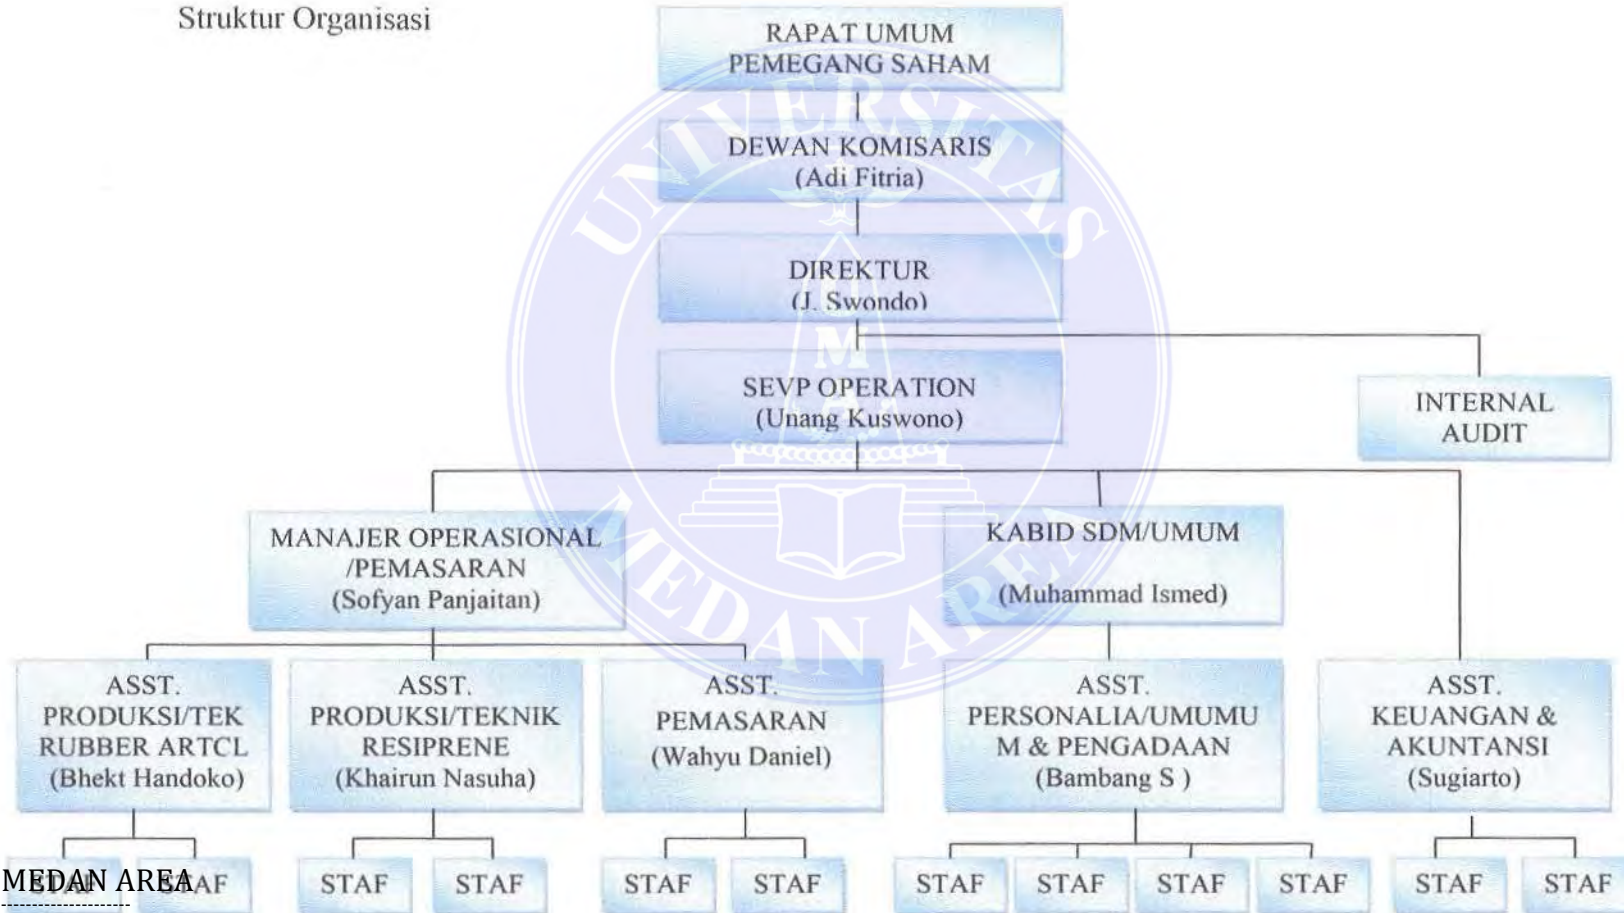 Struktur Organisasi
RAPAT UMUM
PEMEGANG SAHAM
DEWAN KOMISARIS
(Adi Fitria)
DIREKTUR
(J. Swondo)
SEVP OPERATION
(Unang Kuswono)
INTERNAL
AUDIT
MANAJER OPERASIONAL
/PEMASARAN
(Sofyan Panjaitan)
KABID SDM/UMUM
(Muhammad Ismed)
ASST.
PRODUKSI/TEK
RUBBER ARTCL
(Bhekt Handoko)
ASST.
PRODUKSI/TEKNIK
RESIPRENE
(Khairun Nasuha)
ASST.
PEMASARAN
(Wahyu Daniel)
ASST.
PERSONALIA/UMUMU
M & PENGADAAN
(Bambang S )
ASST.
KEUANGAN &
AKUNTANSI
(Sugiarto)
STAF
STAF
STAF
STAF
STAF
STAF
STAF
STAF
STAF
STAF
STAF
STAF
MEDAN AREA
UNIVERSITAS
MEDAN AREA